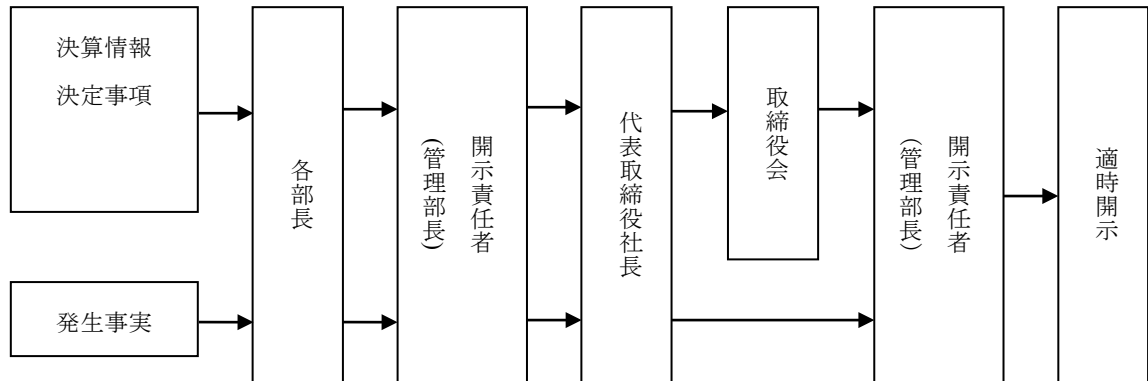 決算情報
決定事項
発生事実
各部長
開示責任者
(管理部長)
代表取締役社長
取締役会
開示責任者
(管理部長)
適時開示